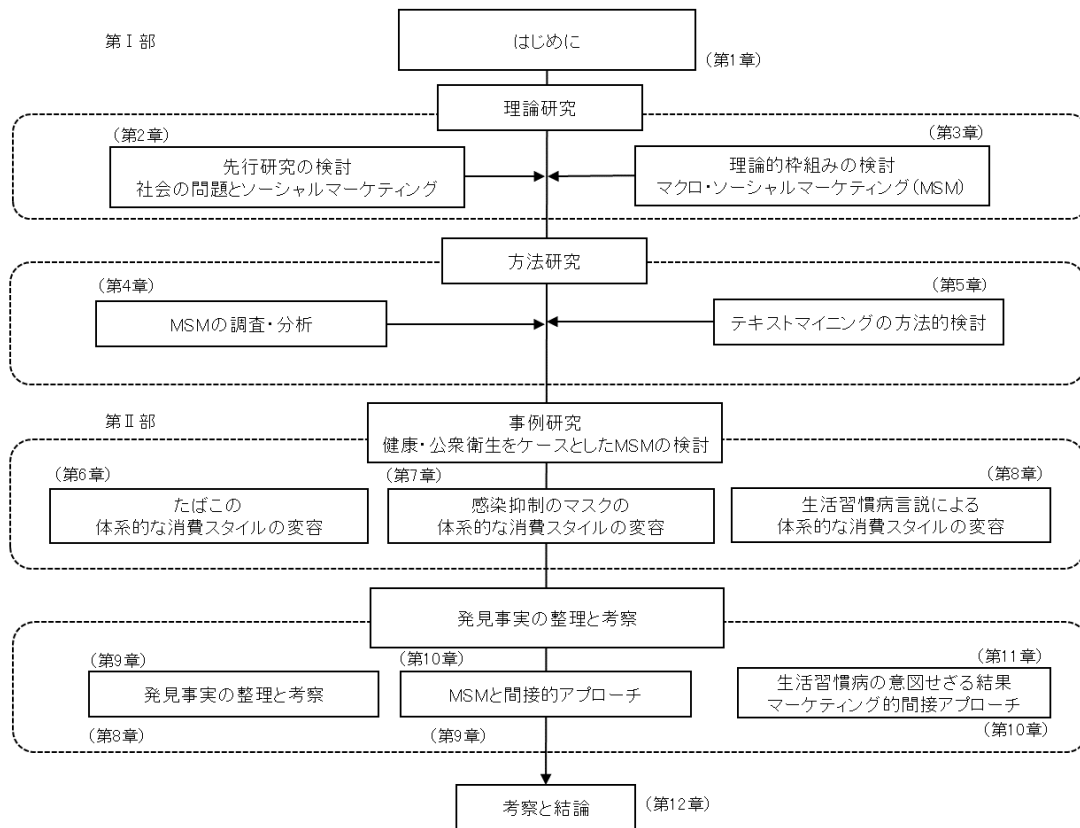 第Ⅰ部
はじめに
(第1章)
理論研究
(第2章)
(第3章)
先行研究の検討
社会の問題とソーシャルマーケティング
理論的枠組みの検討
マクロ・ソーシャルマーケティング(MSM)
方法研究
(第4章)
(第5章)
MSMの調査・分析
テキストマイニングの方法的検討
第Ⅱ部
事例研究
健康・公衆衛生をケースとしたMSMの検討
(第6章)
(第7章)
(第8章)
たばこの
体系的な消費スタイルの変容
感染抑制のマスクの
体系的な消費スタイルの変容
生活習慣病言説による
体系的な消費スタイルの変容
発見事実の整理と考察
(第9章)
(第10章)
(第11章)
発見事実の整理と考察
MSMと間接的アプローチ
生活習慣病の意図せざる結果
マーケティング的間接アプローチ
(第8章)
(第9章)
(第10章)
考察と結論
(第12章)